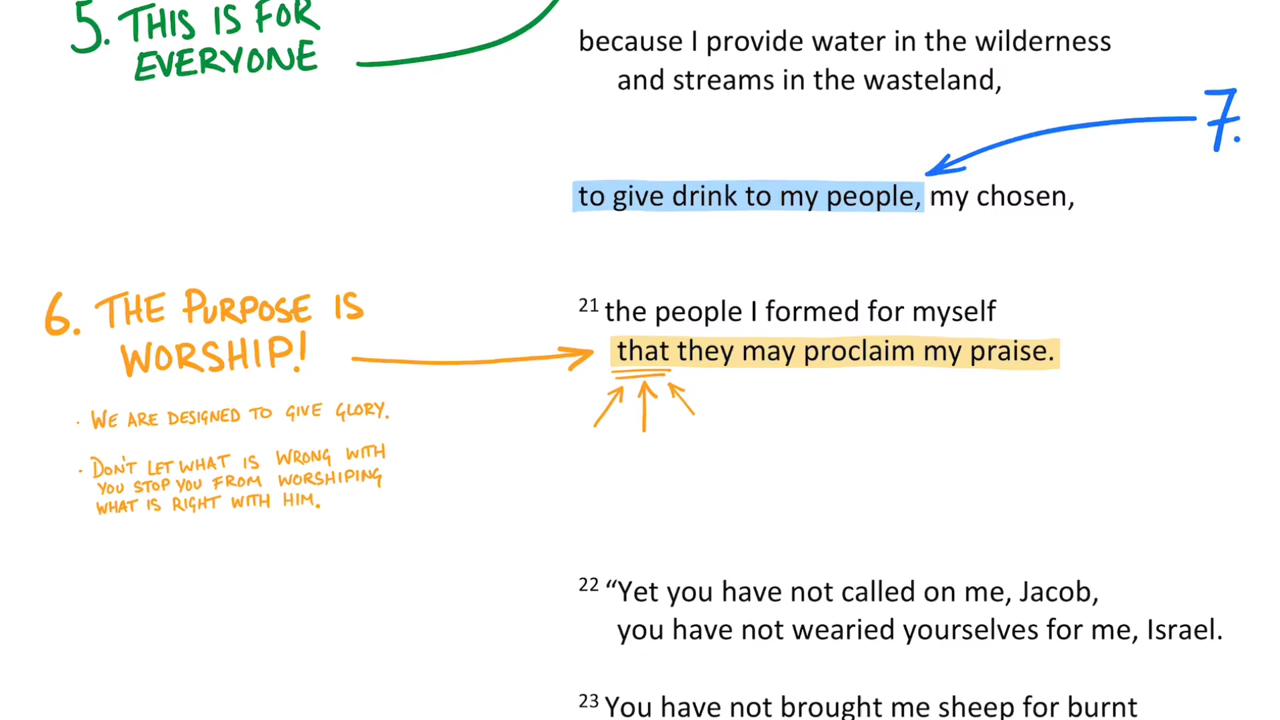 5. THIS IS FOR
EVERYONE
because I provide water in the wilderness
and streams in the wasteland,
7.
to give drink to my people, my chosen,
6. THE PURPOSE IS
WORSHIP!
· WE ARE DESIGNED TO GIVE GLORY.
· DON'T LET WHAT IS WRONG WITH
YOU STOP YOU FROM WORSHIPING
WHAT IS RIGHT WITH HIM.
21 the people I formed for myself
that they may proclaim my praise.
22 “Yet you have not called on me, Jacob,
you have not wearied yourselves for me, Israel.
23 You have not brought me sheep for burnt